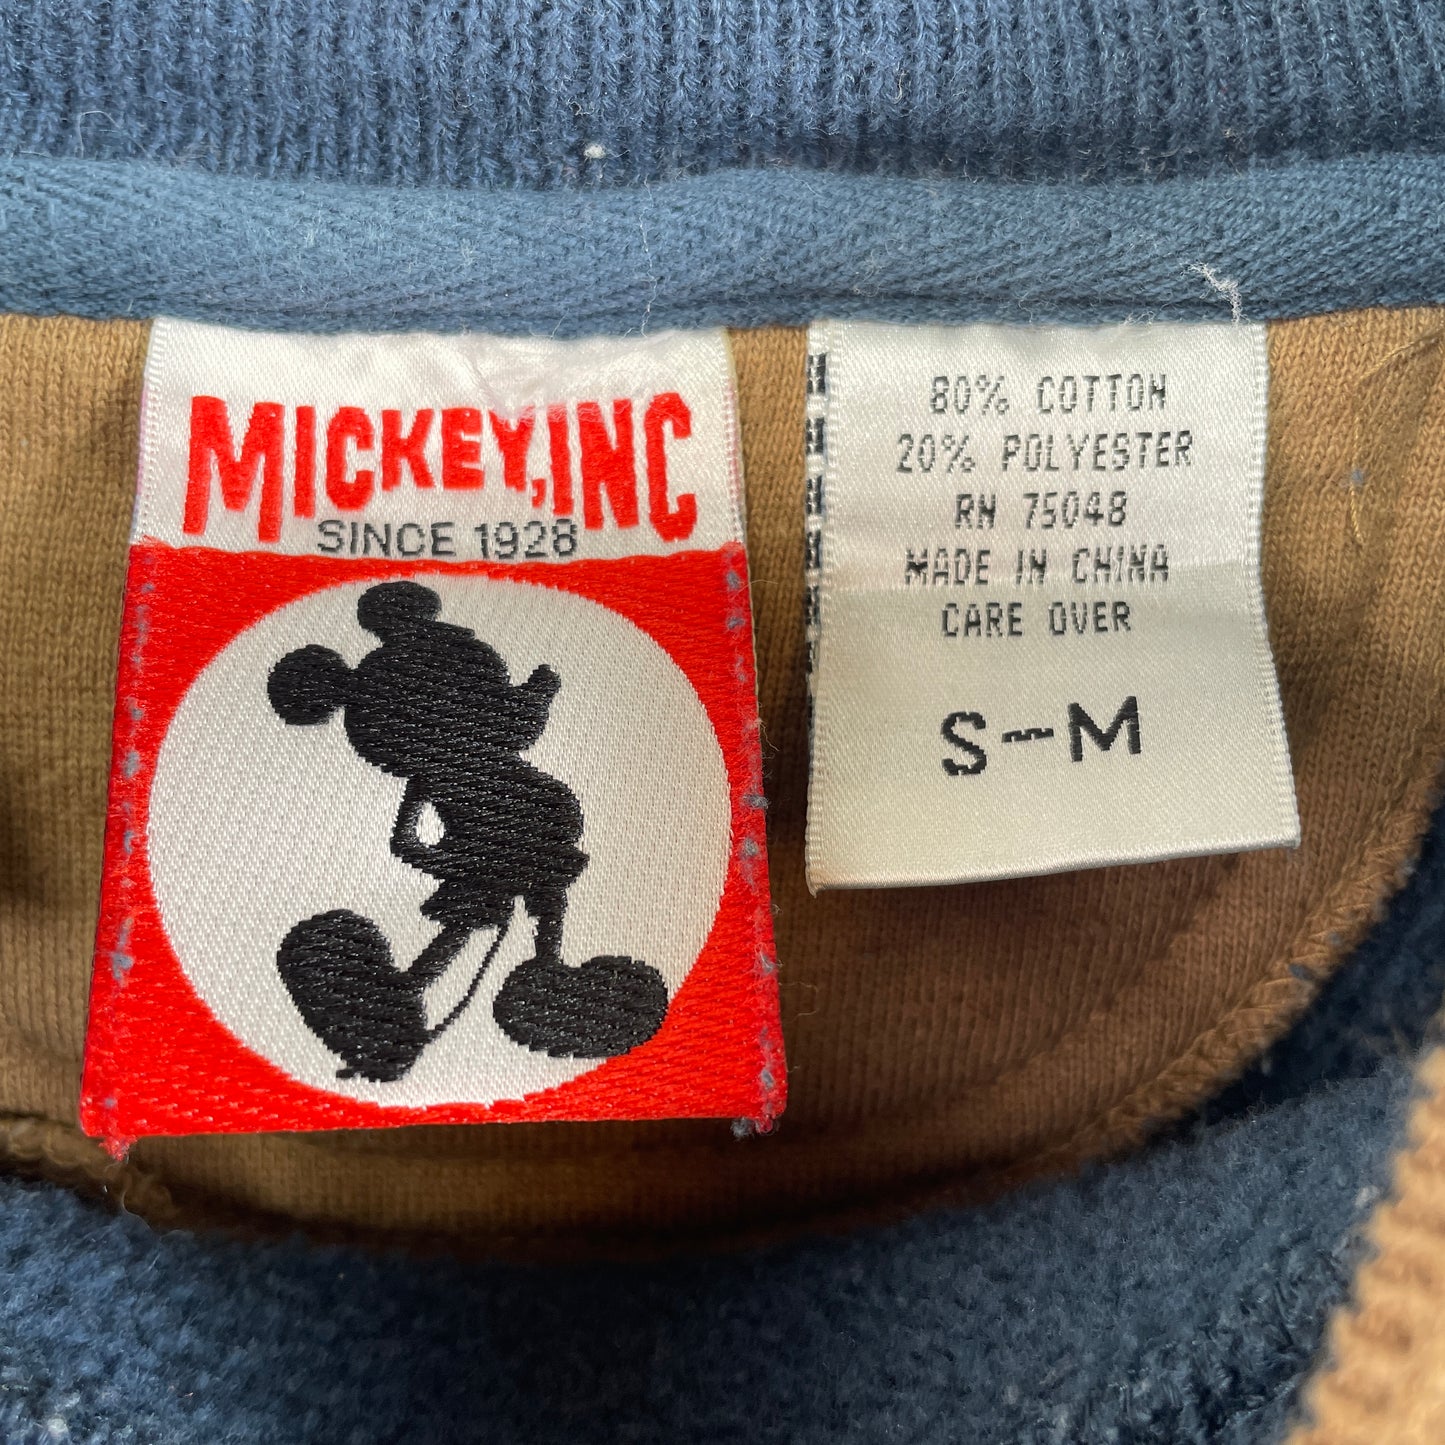 MICKEY, INC
SINCE 1928
80% COTTON
20% POLYESTER
RN 75048
MADE IN CHINA
CARE OVER
S-M